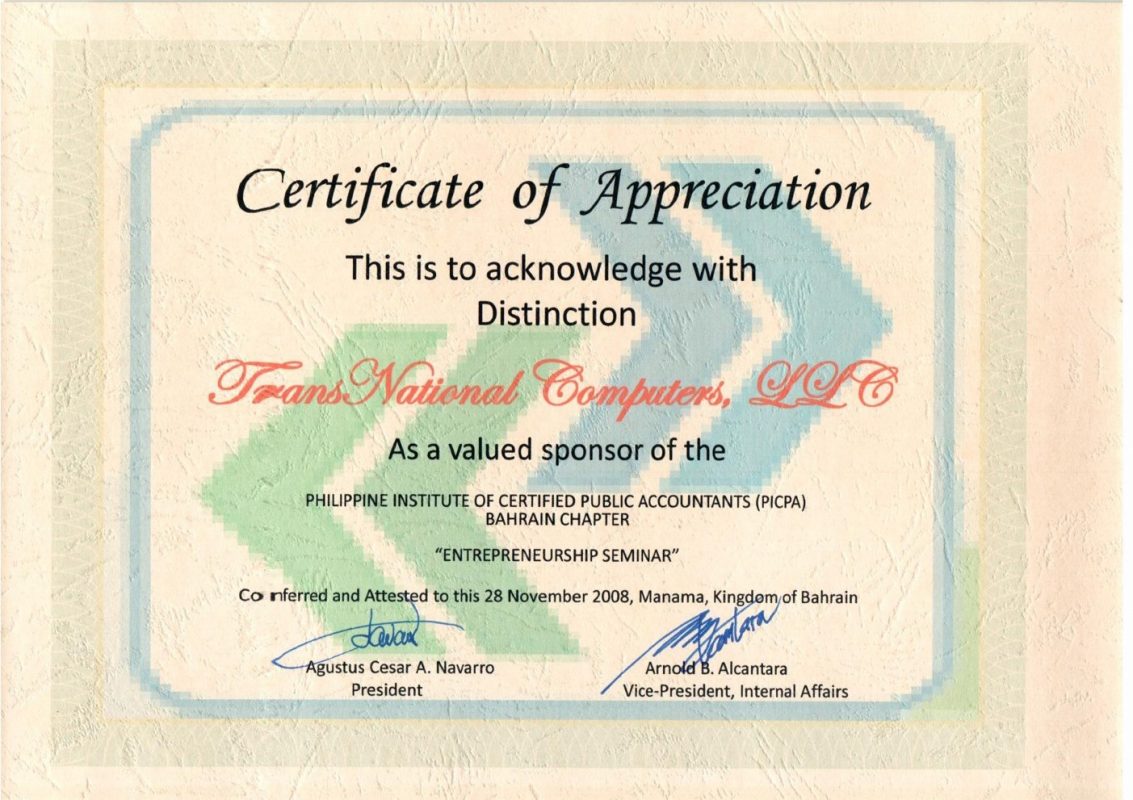 Certificate of Appreciation
This is to acknowledge with
Distinction
TransNational Computers, LLC
As a valued sponsor of the
PHILIPPINE INSTITUTE OF CERTIFIED PUBLIC ACCOUNTANTS (PICPA)
BAHRAIN CHAPTER
“ENTREPRENEURSHIP SEMINAR”
Conferred and Attested to this 28 November 2008, Manama, Kingdom of Bahrain
Agustus Cesar A. Navarro
Arnold B. Alcantara
President
Vice-President, Internal Affairs